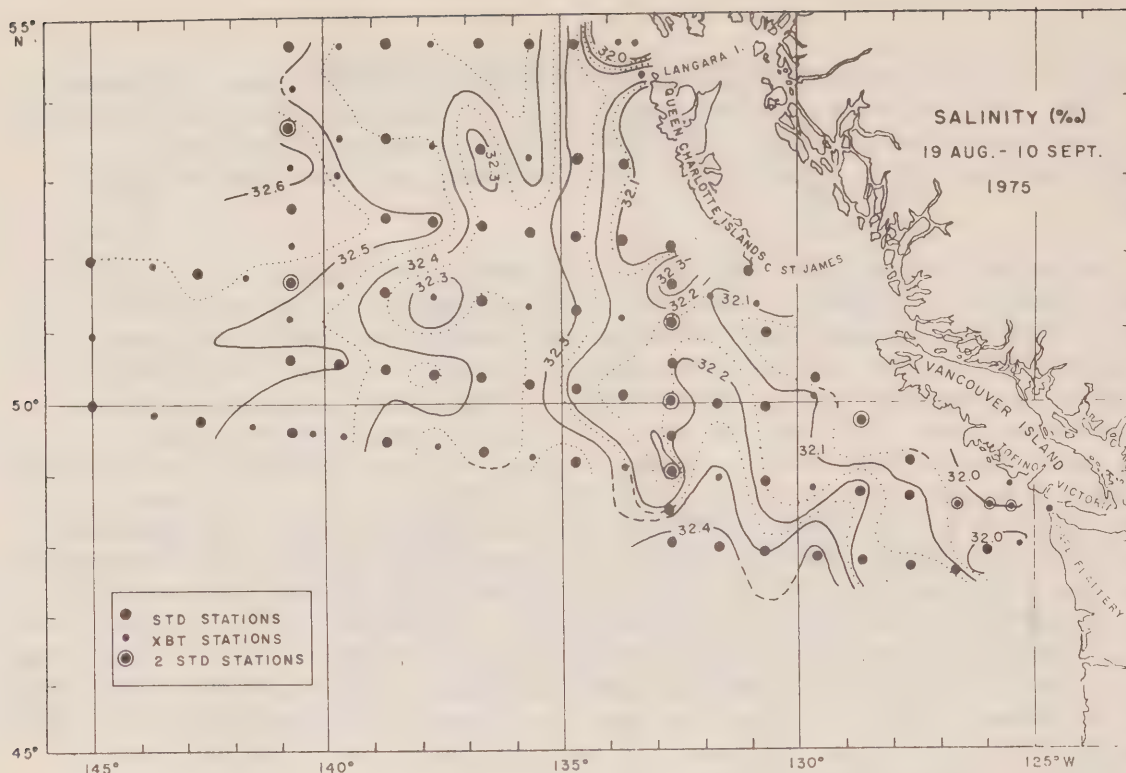 55°
N
32.0
LANGARA I.
QUEEN CHARLOTTE ISLANDS
SALINITY (‰)
19 AUG. - 10 SEPT.
1975
32.3
32.1
32.6
32.5
32.4
32.3
32.3
C ST JAMES
32.2
32.1
32.3
32.2
50°
VANCOUVER ISLAND
TOFINO
VICTORIA
32.1
32.0
32.4
32.0
FLATTERY
STD STATIONS
XBT STATIONS
2 STD STATIONS
45°
145°
140°
135°
130°
125° W